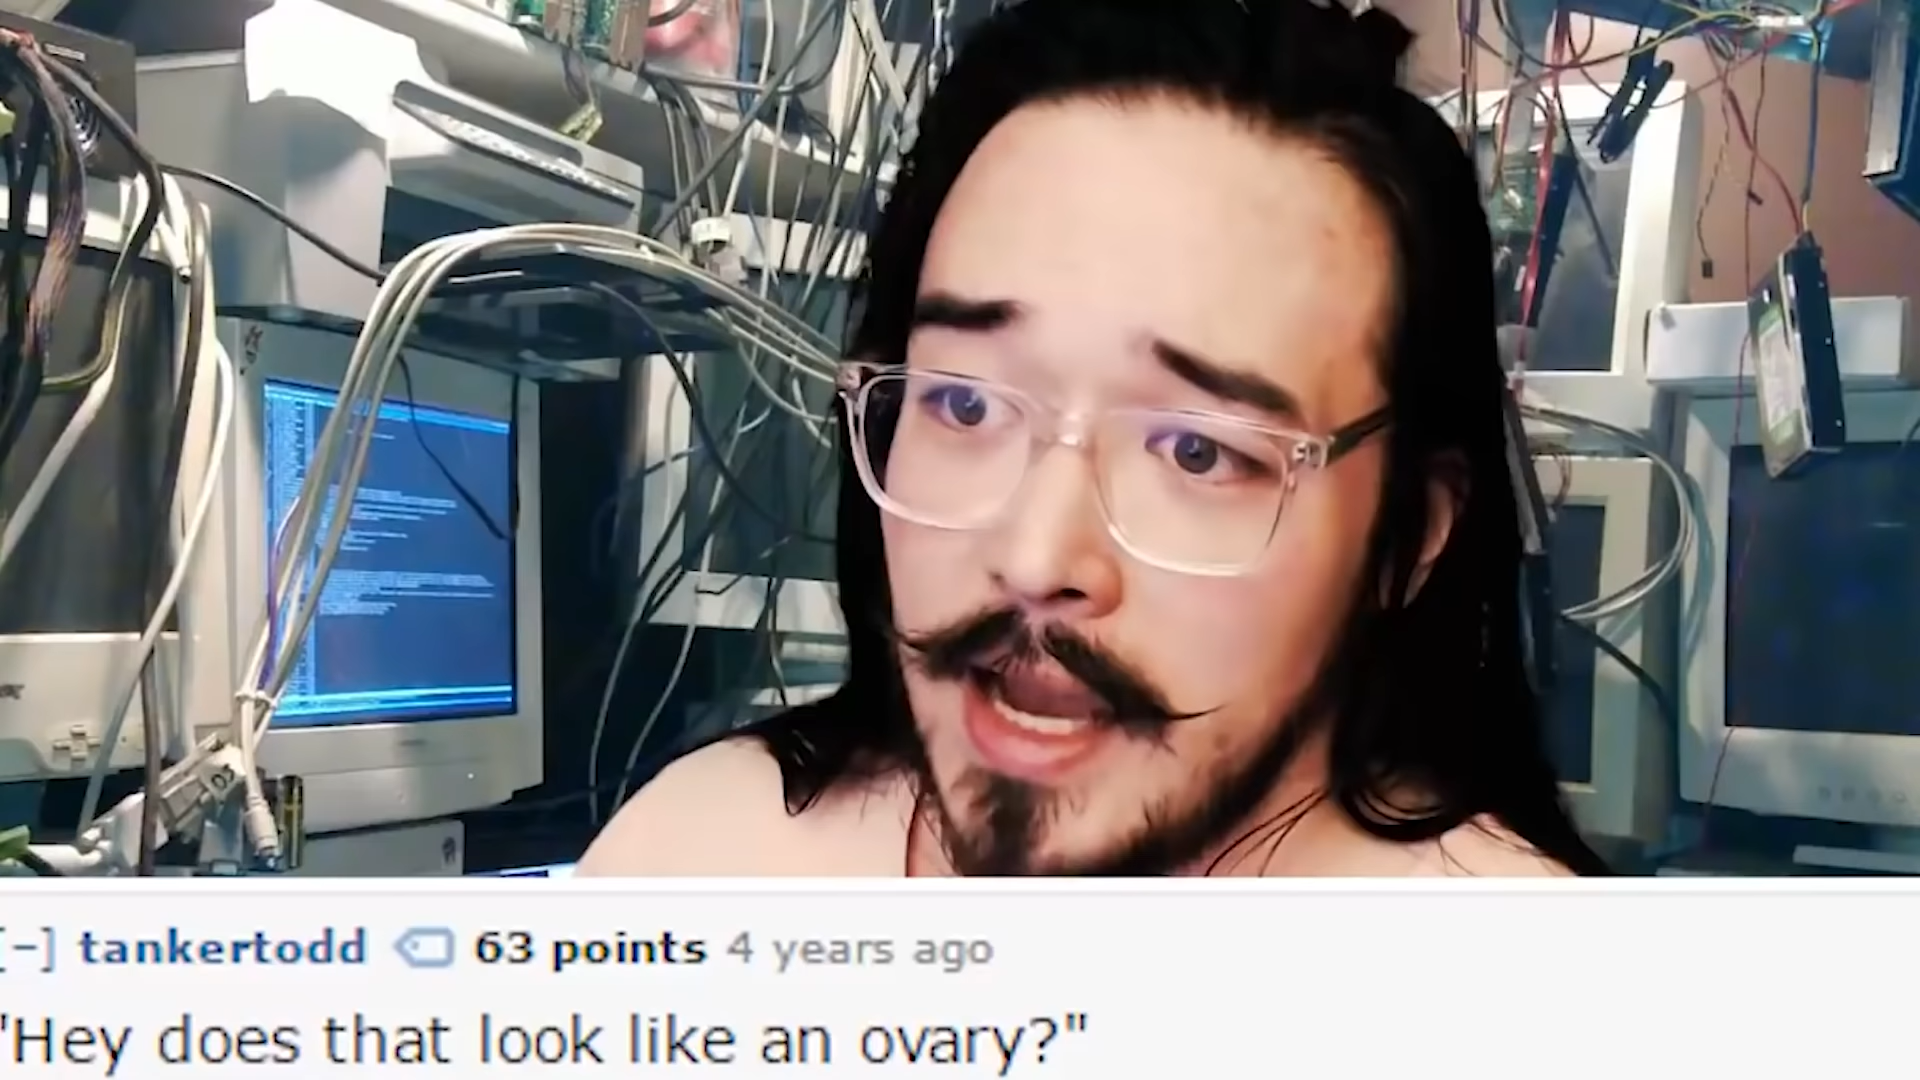 [-] tankertodd 63 points 4 years ago
"Hey does that look like an ovary?"